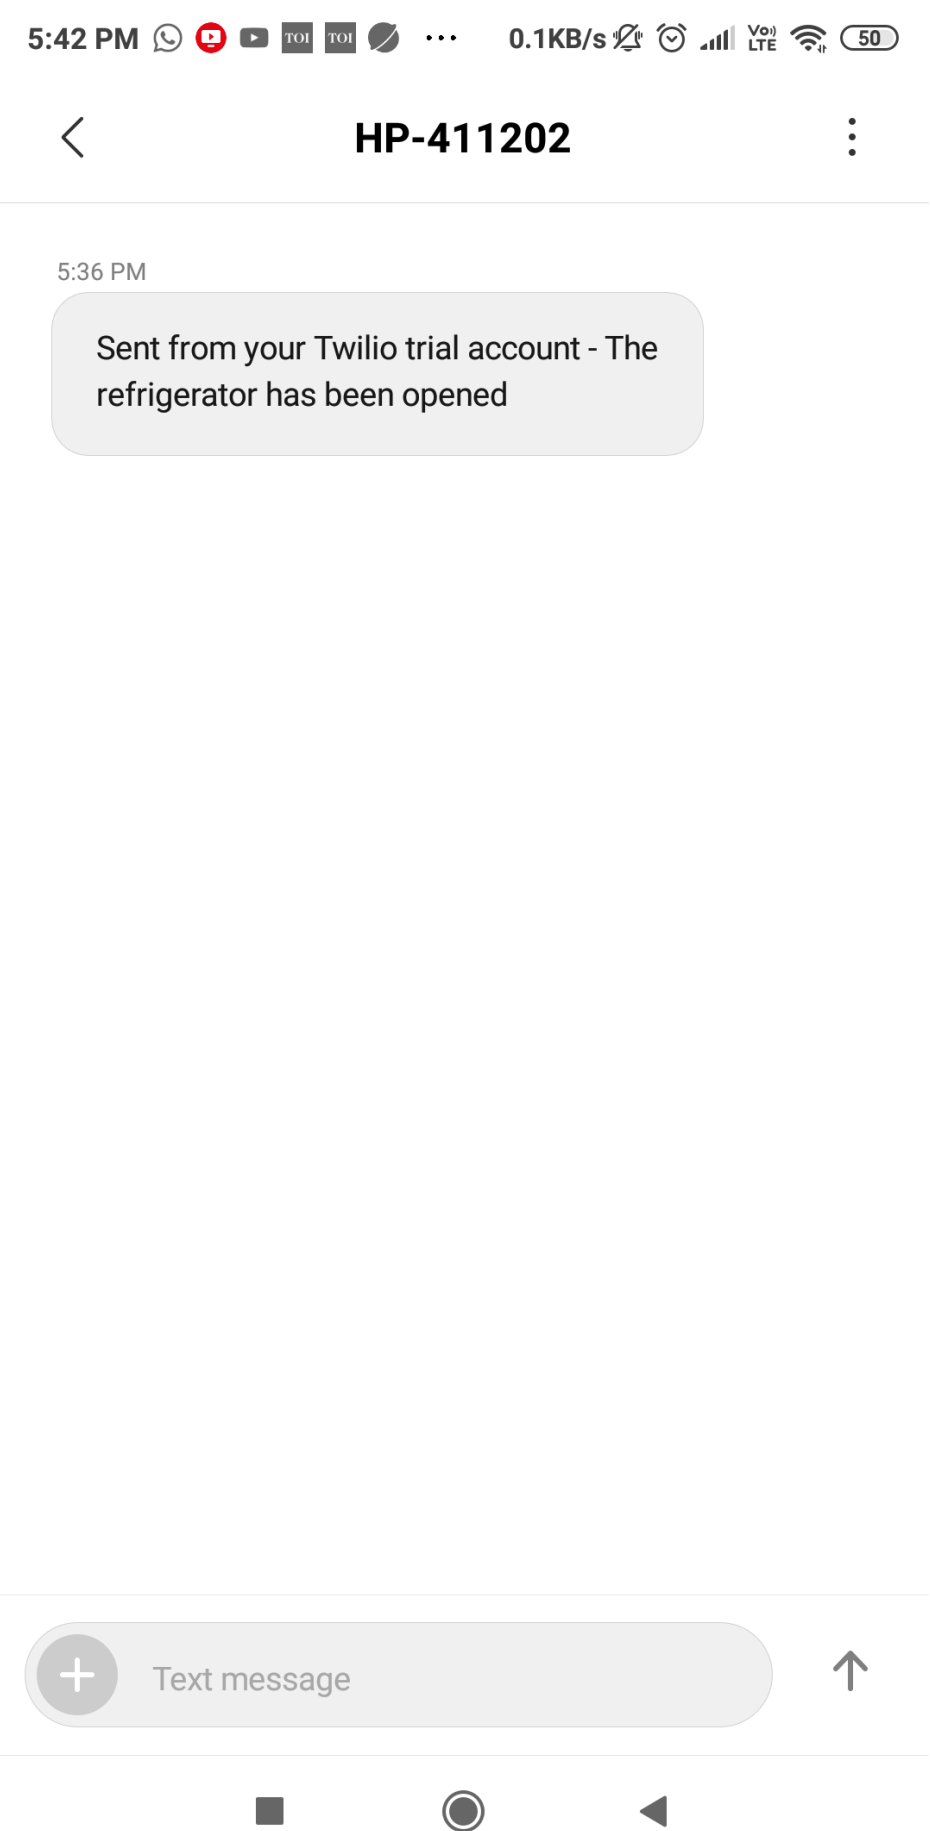 5:42 PM TOI TOI ... 0.1KB/s Vo LTE 50
HP-411202
5:36 PM
Sent from your Twilio trial account - The
refrigerator has been opened
Text message